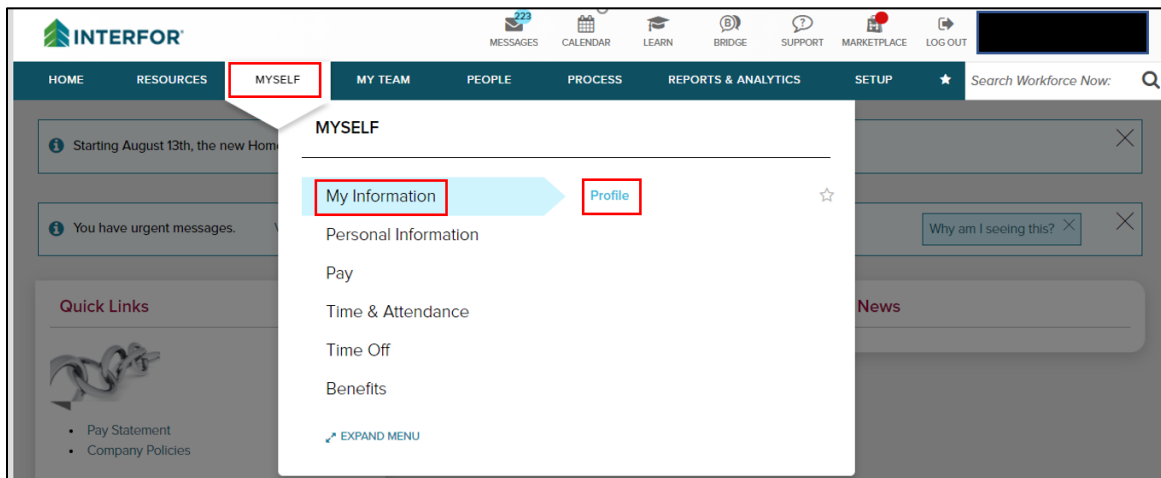 INTERFOR
223
MESSAGES CALENDAR LEARN BRIDGE SUPPORT MARKETPLACE LOG OUT
HOME RESOURCES MYSELF MY TEAM PEOPLE PROCESS REPORTS & ANALYTICS SETUP Search Workforce Now:
MYSELF
Starting August 13th, the new Hom
My Information Profile
You have urgent messages. Why am I seeing this?
Personal Information
Pay
Quick Links News
Time & Attendance
Time Off
Benefits
Pay Statement
EXPAND MENU
Company Policies